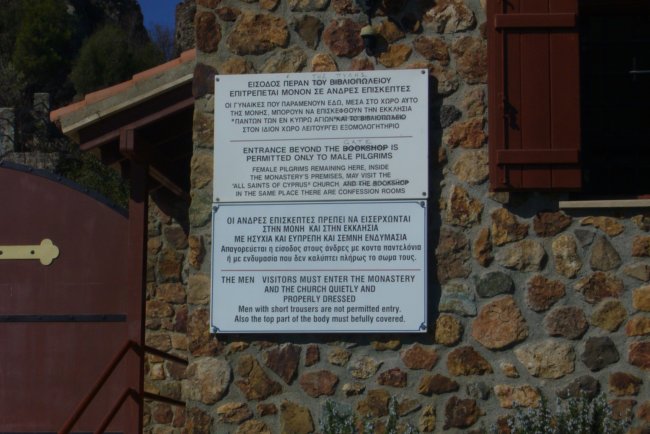 ΤΟΥ ΠΥΛΗΣ
ΕΙΣΟΔΟΣ ΠΕΡΑΝ ΤΟΥ ΒΙΒΛΙΟΠΩΛΕΙΟΥ
ΕΠΙΤΡΕΠΕΤΑΙ ΜΟΝΟΝ ΣΕ ΑΝΔΡΕΣ ΕΠΙΣΚΕΠΤΕΣ
ΟΙ ΓΥΝΑΙΚΕΣ ΠΟΥ ΠΑΡΑΜΕΝΟΥΝ ΕΔΩ, ΜΕΣΑ ΣΤΟ ΧΩΡΟ ΑΥΤΟ
ΤΗΣ ΜΟΝΗΣ, ΜΠΟΡΟΥΝ ΝΑ ΕΠΙΣΚΕΦΘΟΥΝ ΤΗΝ ΕΚΚΛΗΣΙΑ
"ΠΑΝΤΩΝ ΤΩΝ ΕΝ ΚΥΠΡΩ ΑΓΙΩΝ" ΚΑΙ ΤΟ ΒΙΒΛΙΟΠΩΛΕΙΟ
ΣΤΟΝ ΙΔΙΟΝ ΧΩΡΟ ΛΕΙΤΟΥΡΓΕΙ ΕΞΟΜΟΛΟΓΗΤΗΡΙΟ
GATE
ENTRANCE BEYOND THE BOOKSHOP IS
PERMITTED ONLY TO MALE PILGRIMS
FEMALE PILGRIMS REMAINING HERE, INSIDE
THE MONASTERY'S PREMISES, MAY VISIT THE
"ALL SAINTS OF CYPRUS" CHURCH AND THE BOOKSHOP
IN THE SAME PLACE THERE ARE CONFESSION ROOMS
ΟΙ ΑΝΔΡΕΣ ΕΠΙΣΚΕΠΤΕΣ ΠΡΕΠΕΙ ΝΑ ΕΙΣΕΡΧΟΝΤΑΙ
ΣΤΗΝ ΜΟΝΗ ΚΑΙ ΣΤΗΝ ΕΚΚΛΗΣΙΑ
ΜΕ ΗΣΥΧΙΑ ΚΑΙ ΕΥΠΡΕΠΗ ΚΑΙ ΣΕΜΝΗ ΕΝΔΥΜΑΣΙΑ
Απαγορεύεται η είσοδος στους άνδρες με κοντα παντελόνια
ή με ενδυμασία που δεν καλύπτει πλήρως το σωμα τους.
THE MEN VISITORS MUST ENTER THE MONASTERY
AND THE CHURCH QUIETLY AND
PROPERLY DRESSED
Men with short trouseres are not permitted entry.
Also the top part of the body must befully covered.